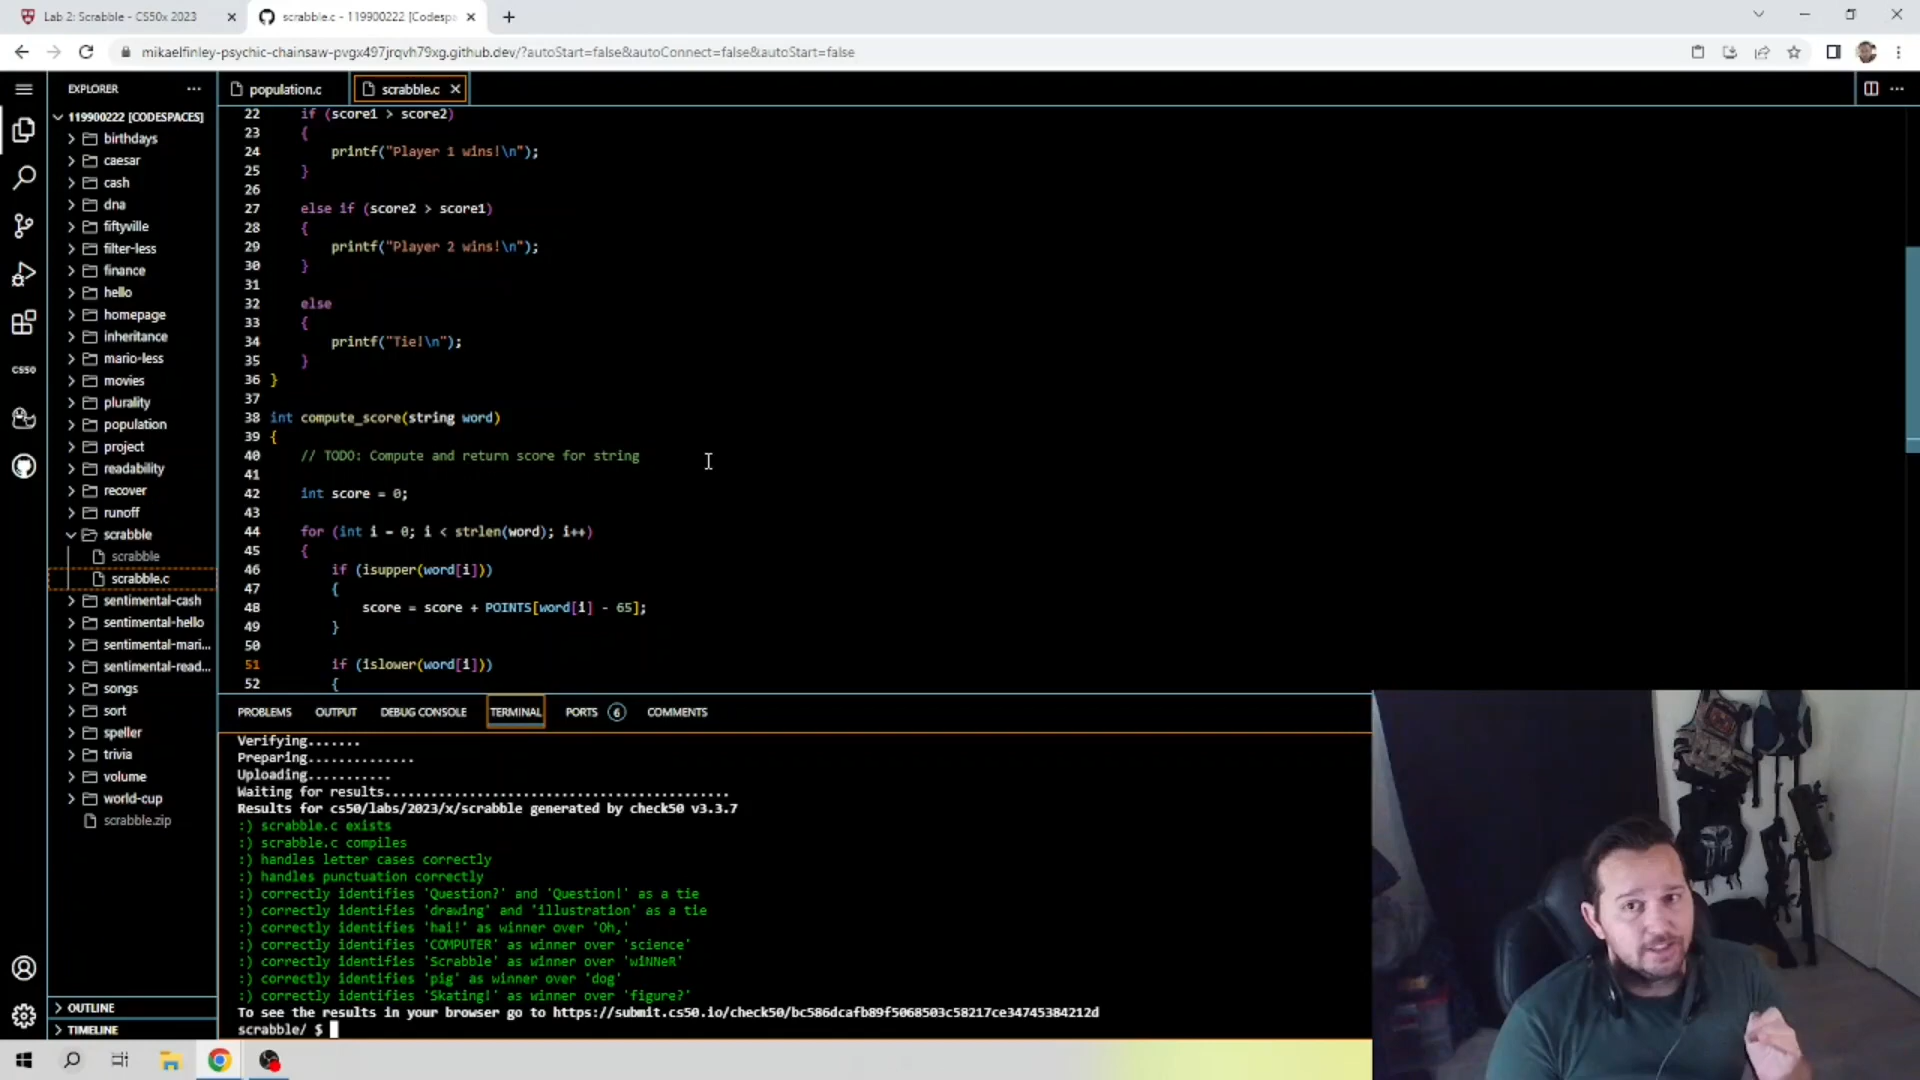 Lab 2: Scrabble - CS50x 2023
scrabble.c - 119900222 [Codespa
mikaelfinley-psychic-chainsaw-pvgx497jrqvh79xg.github.dev/?autoStart=false&autoConnect=false&autoStart=false
EXPLORER
population.c
scrabble.c
119900222 [CODESPACES]
birthdays
caesar
cash
dna
fiftyville
filter-less
finance
hello
homepage
inheritance
mario-less
movies
plurality
population
project
readability
recover
runoff
scrabble
scrabble
scrabble.c
sentimental-cash
sentimental-hello
sentimental-mari...
sentimental-read...
songs
sort
speller
trivia
volume
world-cup
scrabble.zip
OUTLINE
TIMELINE
CS50
22 if (score1 > score2)
23 {
24 printf("Player 1 wins!\n");
25 }
26
27 else if (score2 > score1)
28 {
29 printf("Player 2 wins!\n");
30 }
31
32 else
33 {
34 printf("Tie!\n");
35 }
36 }
37
38 int compute_score(string word)
39 {
40 // TODO: Compute and return score for string
41
42 int score = 0;
43
44 for (int i = 0; i < strlen(word); i++)
45 {
46 if (isupper(word[i]))
47 {
48 score = score + POINTS[word[i] - 65];
49 }
50
51 if (islower(word[i]))
52 {
PROBLEMS OUTPUT DEBUG CONSOLE TERMINAL PORTS 6 COMMENTS
Verifying.......
Preparing..............
Uploading...........
Waiting for results.............................................
Results for cs50/labs/2023/x/scrabble generated by check50 v3.3.7
:) scrabble.c exists
:) scrabble.c compiles
:) handles letter cases correctly
:) handles punctuation correctly
:) correctly identifies 'Question?' and 'Question!' as a tie
:) correctly identifies 'drawing' and 'illustration' as a tie
:) correctly identifies 'hai!' as winner over 'Oh,'
:) correctly identifies 'COMPUTER' as winner over 'science'
:) correctly identifies 'Scrabble' as winner over 'wiNNeR'
:) correctly identifies 'pig' as winner over 'dog'
:) correctly identifies 'Skating!' as winner over 'figure?'
To see the results in your browser go to https://submit.cs50.io/check50/bc586dcafb89f5068503c58217ce34745384212d
scrabble/ $